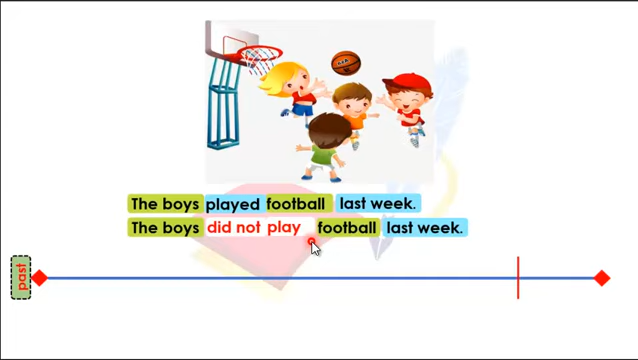 The boys played football last week.
The boys did not play football last week.
past